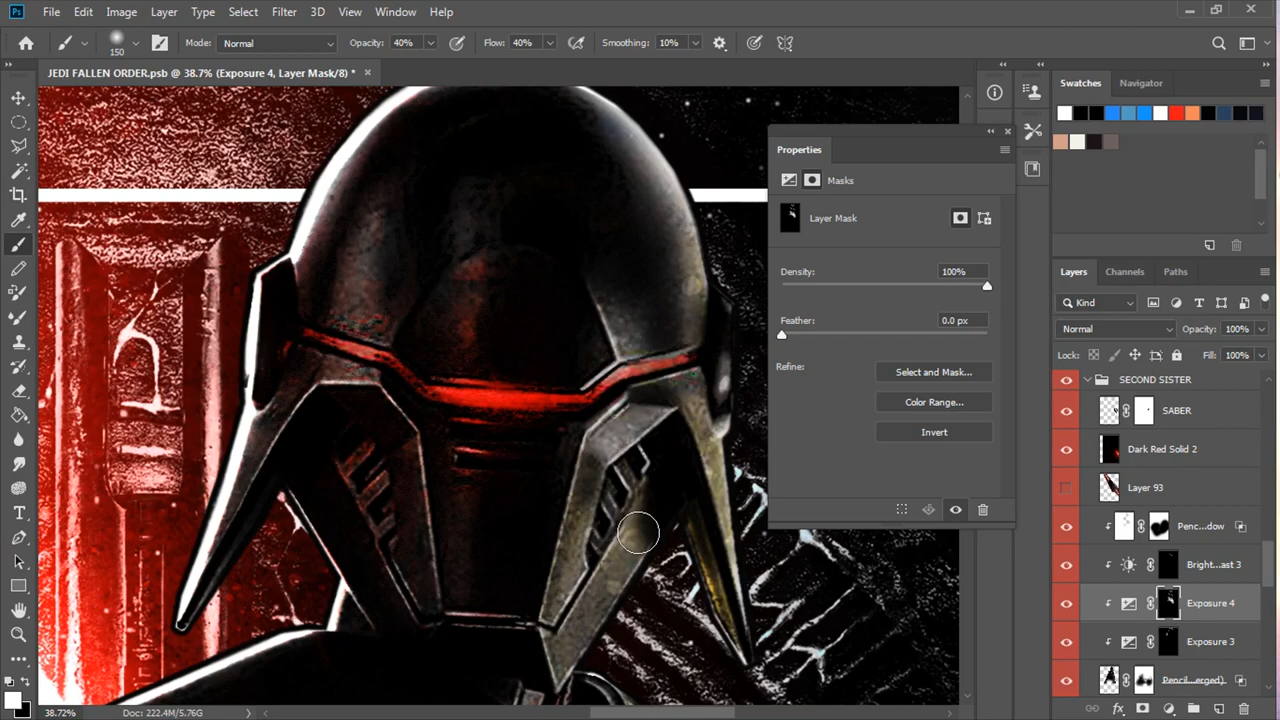 Ps File Edit Image Layer Type Select Filter 3D View Window Help
150 Mode: Normal Opacity: 40% Flow: 40% Smoothing: 10%
JEDI FALLEN ORDER.psb @ 38.7% (Exposure 4, Layer Mask/8) *
Swatches Navigator
Properties
Masks
Layer Mask
Density: 100%
Feather: 0.0 px
Refine:
Select and Mask...
Color Range...
Invert
Layers Channels Paths
Kind
Normal Opacity: 100%
Lock: Fill: 100%
SECOND SISTER
SABER
Dark Red Solid 2
Layer 93
Penc...dow
Bright...ast 3
Exposure 4
Exposure 3
Pencil...erged)
38.72% Doc: 222.4M/5.76G